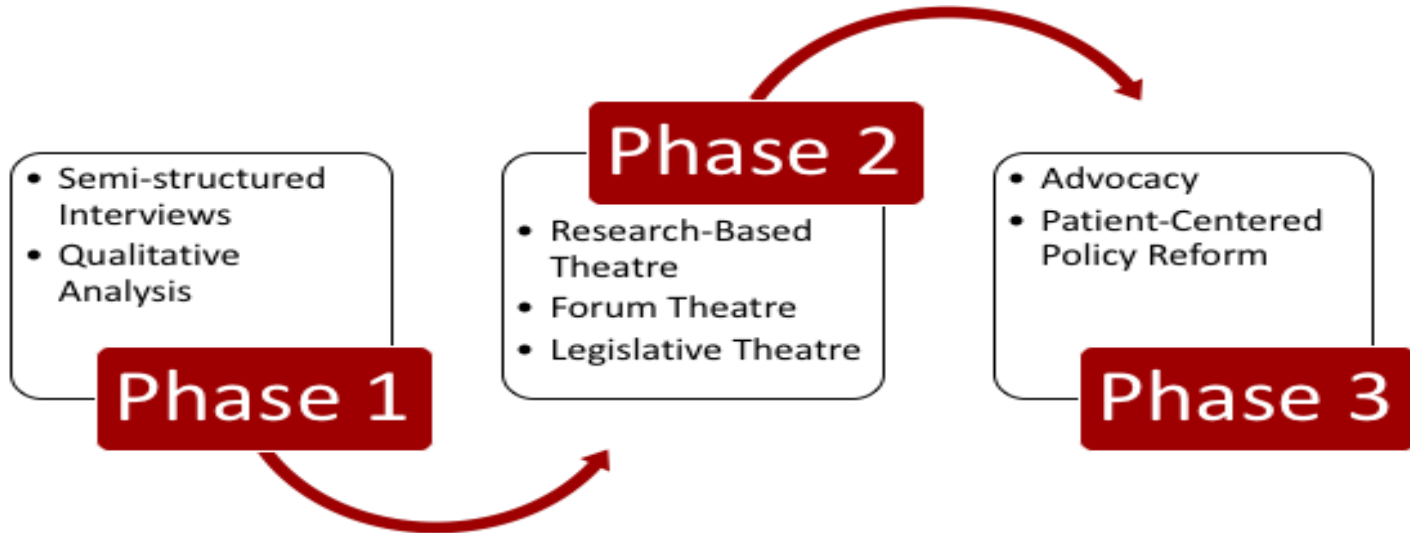 • Semi-structured
Interviews
• Qualitative
Analysis
Phase 1
Phase 2
• Research-Based
Theatre
• Forum Theatre
• Legislative Theatre
• Advocacy
• Patient-Centered
Policy Reform
Phase 3